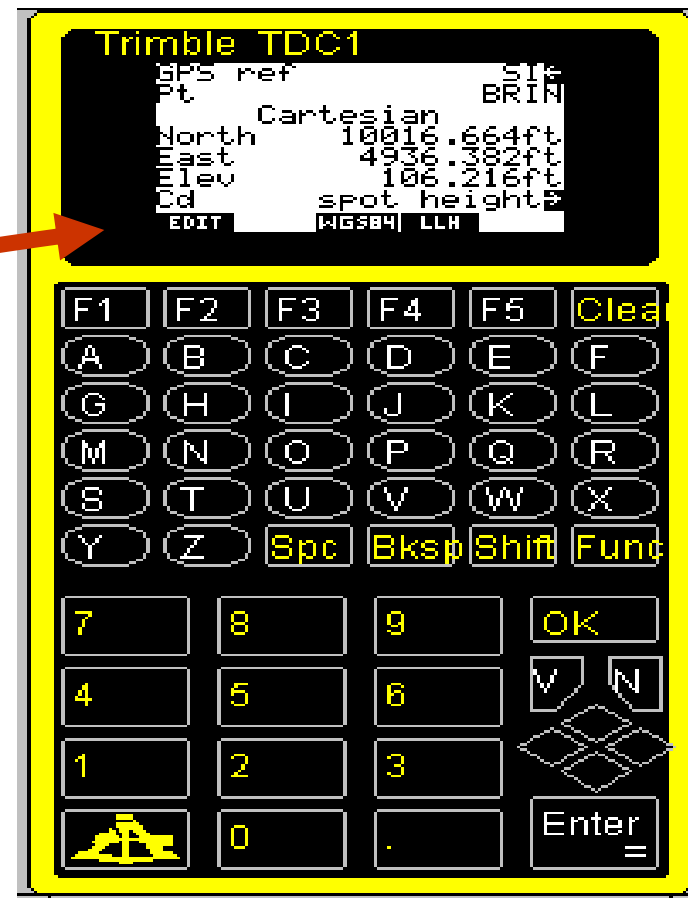 Trimble TDC1
GPS ref ST←
Pt BRIN
Cartesian
North 10016.664ft
East 4936.382ft
Elev 106.216ft
Cd spot height→
EDIT WGS84 LLH
F1 F2 F3 F4 F5 Clear
A B C D E F
G H I J K L
M N O P Q R
S T U V W X
Y Z Spc Bksp Shift Func
7 8 9 OK
4 5 6 V N
1 2 3
0 . Enter =